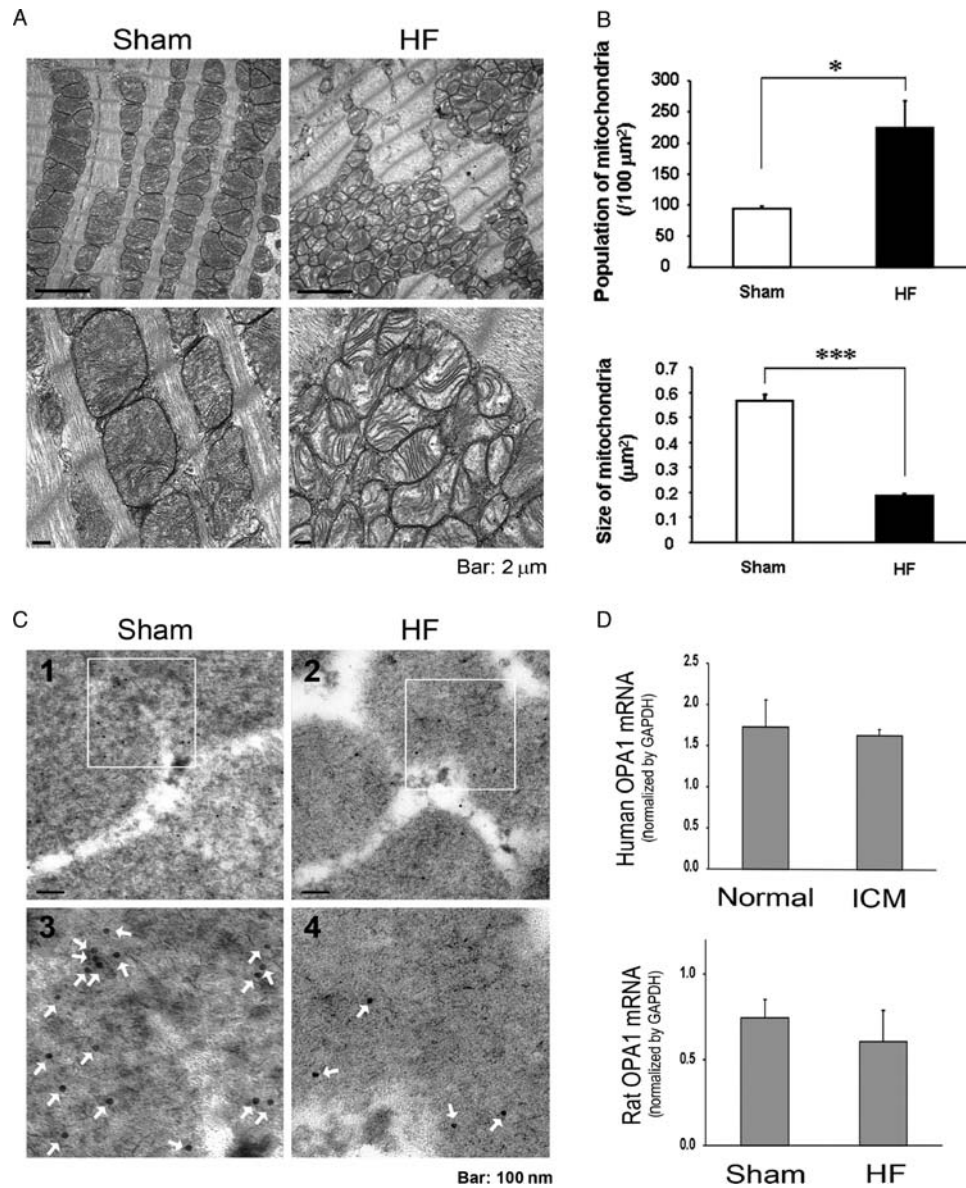 A
Sham
HF
Bar: 2 μm
B
Population of mitochondria
(/100 μm²)
300
250
200
150
100
50
0
*
Sham
HF
Size of mitochondria
(μm²)
0.7
0.6
0.5
0.4
0.3
0.2
0.1
0
***
Sham
HF
C
Sham
HF
1
2
3
4
Bar: 100 nm
D
Human OPA1 mRNA
(normalized by GAPDH)
2.5
2.0
1.5
1.0
0.5
0.0
Normal
ICM
Rat OPA1 mRNA
(normalized by GAPDH)
1.0
0.5
0.0
Sham
HF